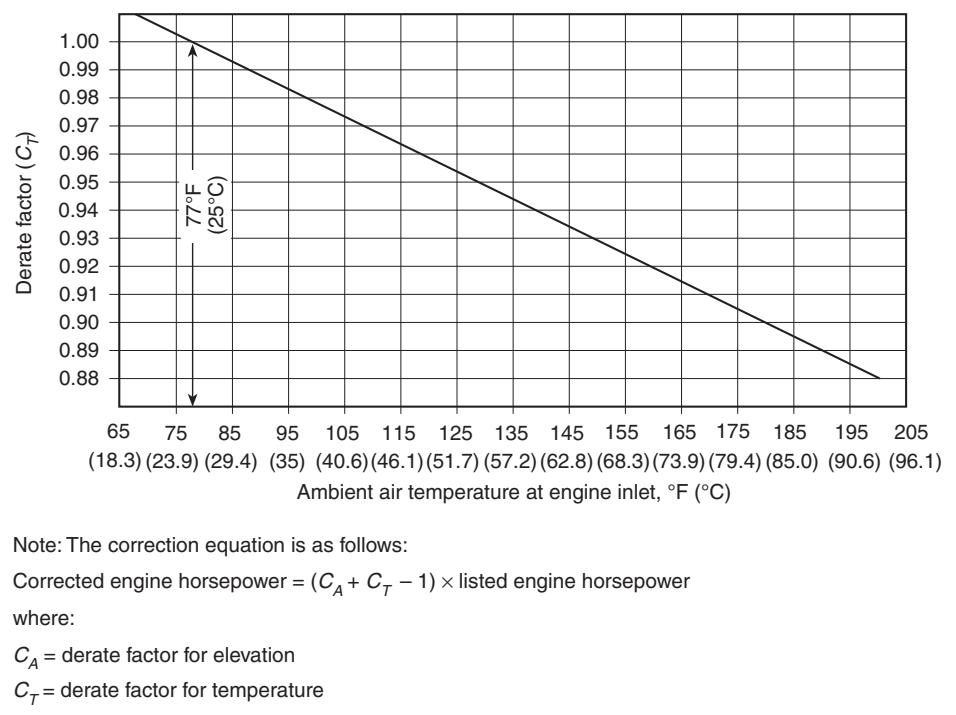 1.00
0.99
0.98
0.97
0.96
0.95
0.94
0.93
0.92
0.91
0.90
0.89
0.88
Derate factor (C_T)
77°F
(25°C)
65 75 85 95 105 115 125 135 145 155 165 175 185 195 205
(18.3) (23.9) (29.4) (35) (40.6) (46.1) (51.7) (57.2) (62.8) (68.3) (73.9) (79.4) (85.0) (90.6) (96.1)
Ambient air temperature at engine inlet, °F (°C)
Note: The correction equation is as follows:
Corrected engine horsepower = (C_A + C_T − 1) × listed engine horsepower
where:
C_A = derate factor for elevation
C_T = derate factor for temperature